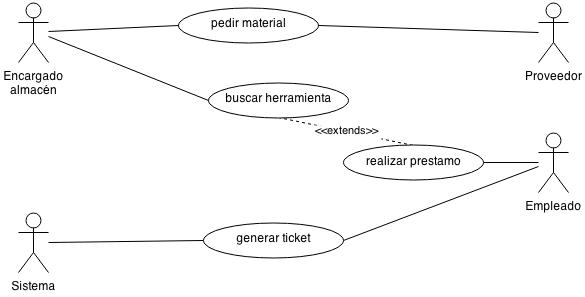 pedir material
Encargado
almacén
Proveedor
buscar herramienta
<<extends>>
realizar prestamo
Empleado
generar ticket
Sistema